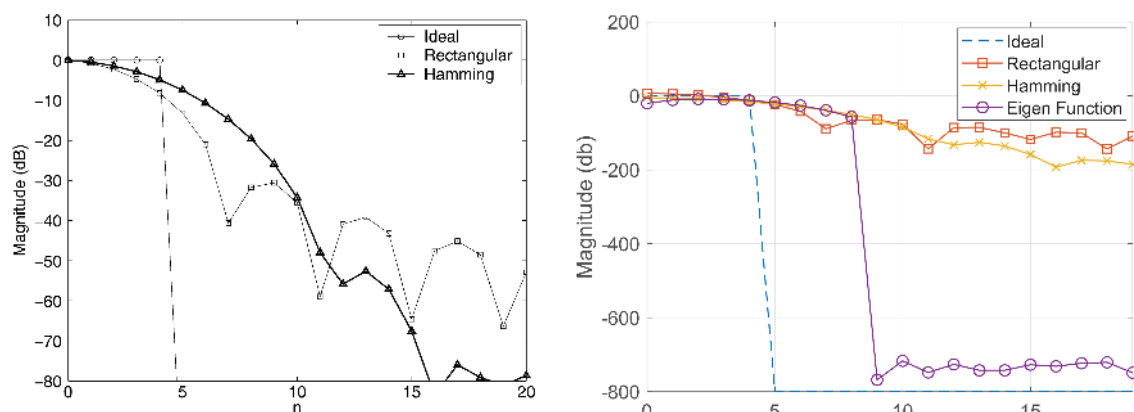 10
0
−10
−20
−30
−40
−50
−60
−70
−80
Magnitude (dB)
0
5
10
15
20
n
Ideal
Rectangular
Hamming
200
0
-200
-400
-600
-800
Magnitude (db)
0
5
10
15
Ideal
Rectangular
Hamming
Eigen Function